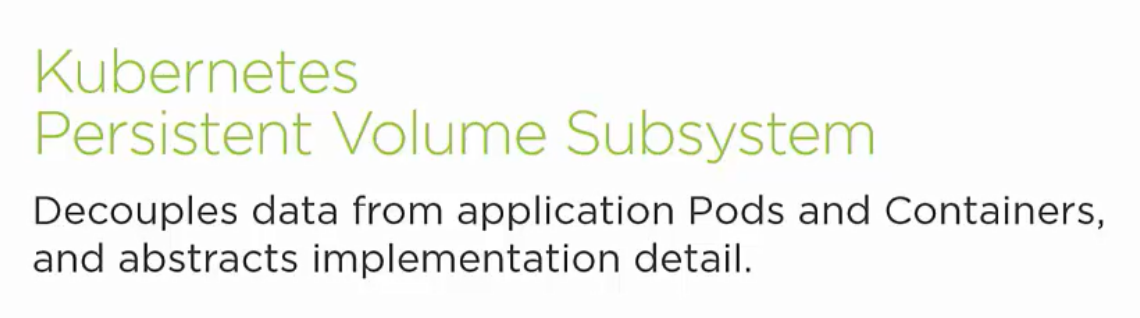 Kubernetes
Persistent Volume Subsystem
Decouples data from application Pods and Containers,
and abstracts implementation detail.